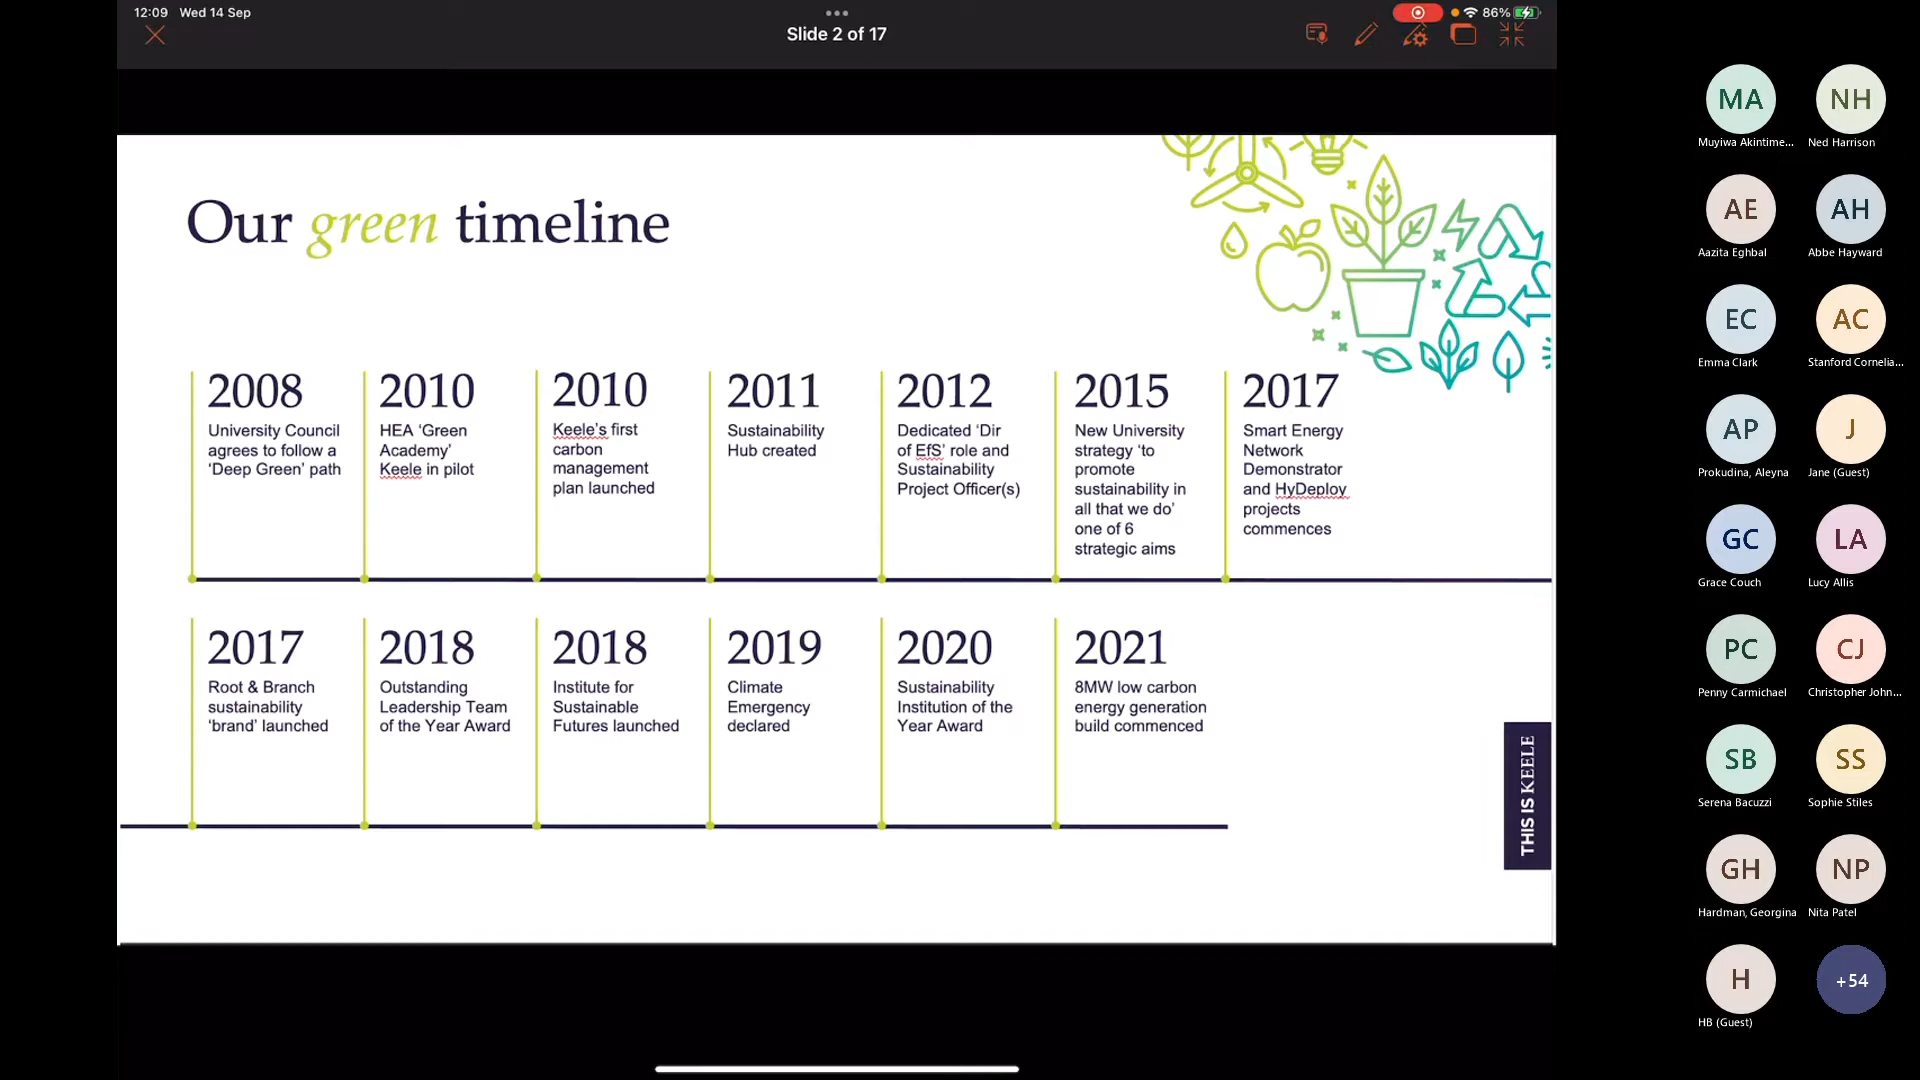 12:09 Wed 14 Sep
86%
Slide 2 of 17
Our green timeline
2008
University Council
agrees to follow a
‘Deep Green’ path
2010
HEA ‘Green
Academy’
Keele in pilot
2010
Keele’s first
carbon
management
plan launched
2011
Sustainability
Hub created
2012
Dedicated ‘Dir
of EfS’ role and
Sustainability
Project Officer(s)
2015
New University
strategy ‘to
promote
sustainability in
all that we do’
one of 6
strategic aims
2017
Smart Energy
Network
Demonstrator
and HyDeploy
projects
commences
2017
Root & Branch
sustainability
‘brand’ launched
2018
Outstanding
Leadership Team
of the Year Award
2018
Institute for
Sustainable
Futures launched
2019
Climate
Emergency
declared
2020
Sustainability
Institution of the
Year Award
2021
8MW low carbon
energy generation
build commenced
THIS IS KEELE
MA
Muyiwa Akintime...
NH
Ned Harrison
AE
Aazita Eghbal
AH
Abbe Hayward
EC
Emma Clark
AC
Stanford Cornelia...
AP
Prokudina, Aleyna
J
Jane (Guest)
GC
Grace Couch
LA
Lucy Allis
PC
Penny Carmichael
CJ
Christopher John...
SB
Serena Bacuzzi
SS
Sophie Stiles
GH
Hardman, Georgina
NP
Nita Patel
H
HB (Guest)
+54